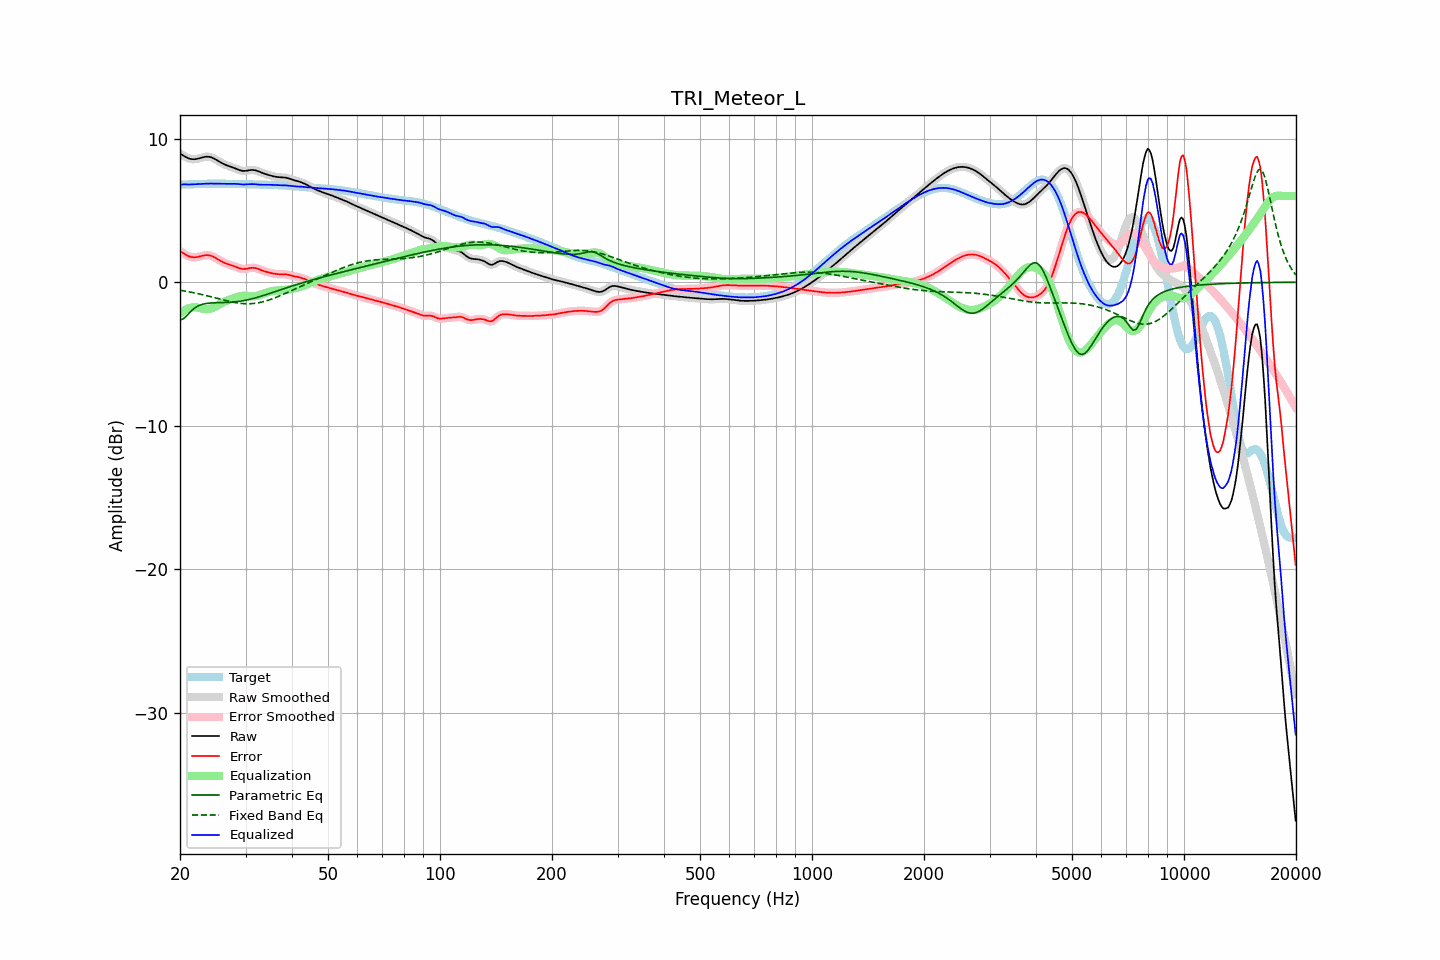 TRI_Meteor_L
Amplitude (dBr)
10
0
−10
−20
−30
Target
Raw Smoothed
Error Smoothed
Raw
Error
Equalization
Parametric Eq
Fixed Band Eq
Equalized
20 50 100 200 500 1000 2000 5000 10000 20000
Frequency (Hz)